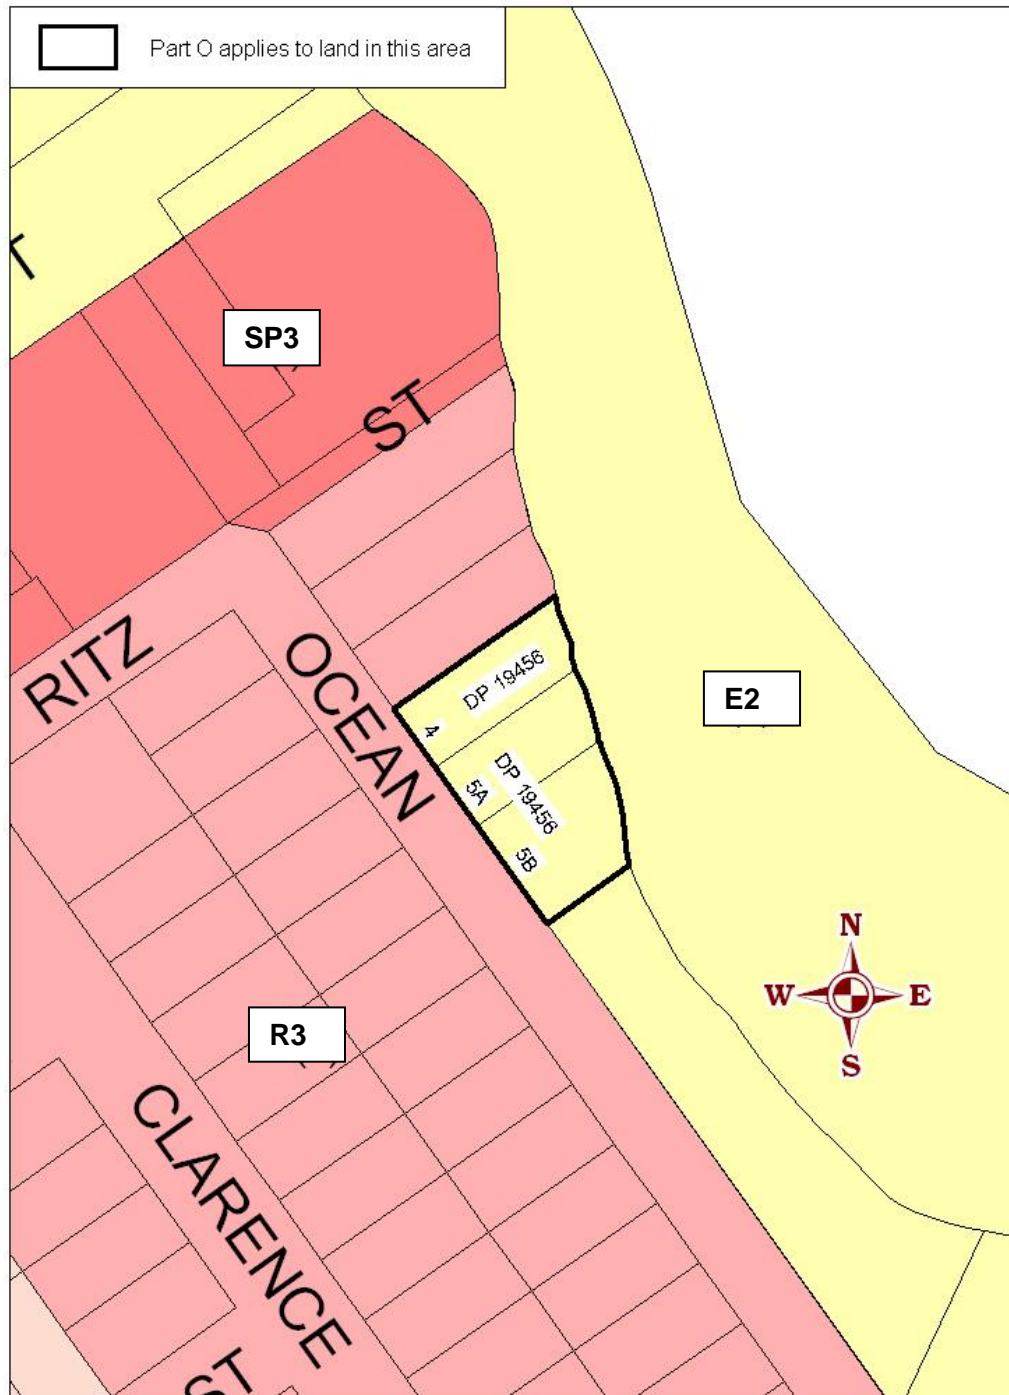 Part O applies to land in this area
T
SP3
ST
RITZ
OCEAN
DP 19456
4
E2
DP 19456
5A
5B
N
W
E
S
R3
CLARENCE
ST